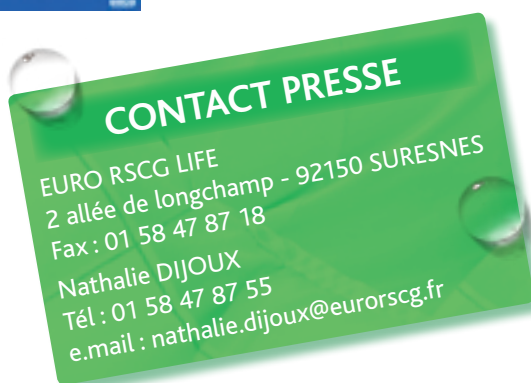 CONTACT PRESSE
EURO RSCG LIFE
2 allée de longchamp - 92150 SURESNES
Fax : 01 58 47 87 18
Nathalie DIJOUX
Tél : 01 58 47 87 55
e.mail : nathalie.dijoux@eurorscg.fr